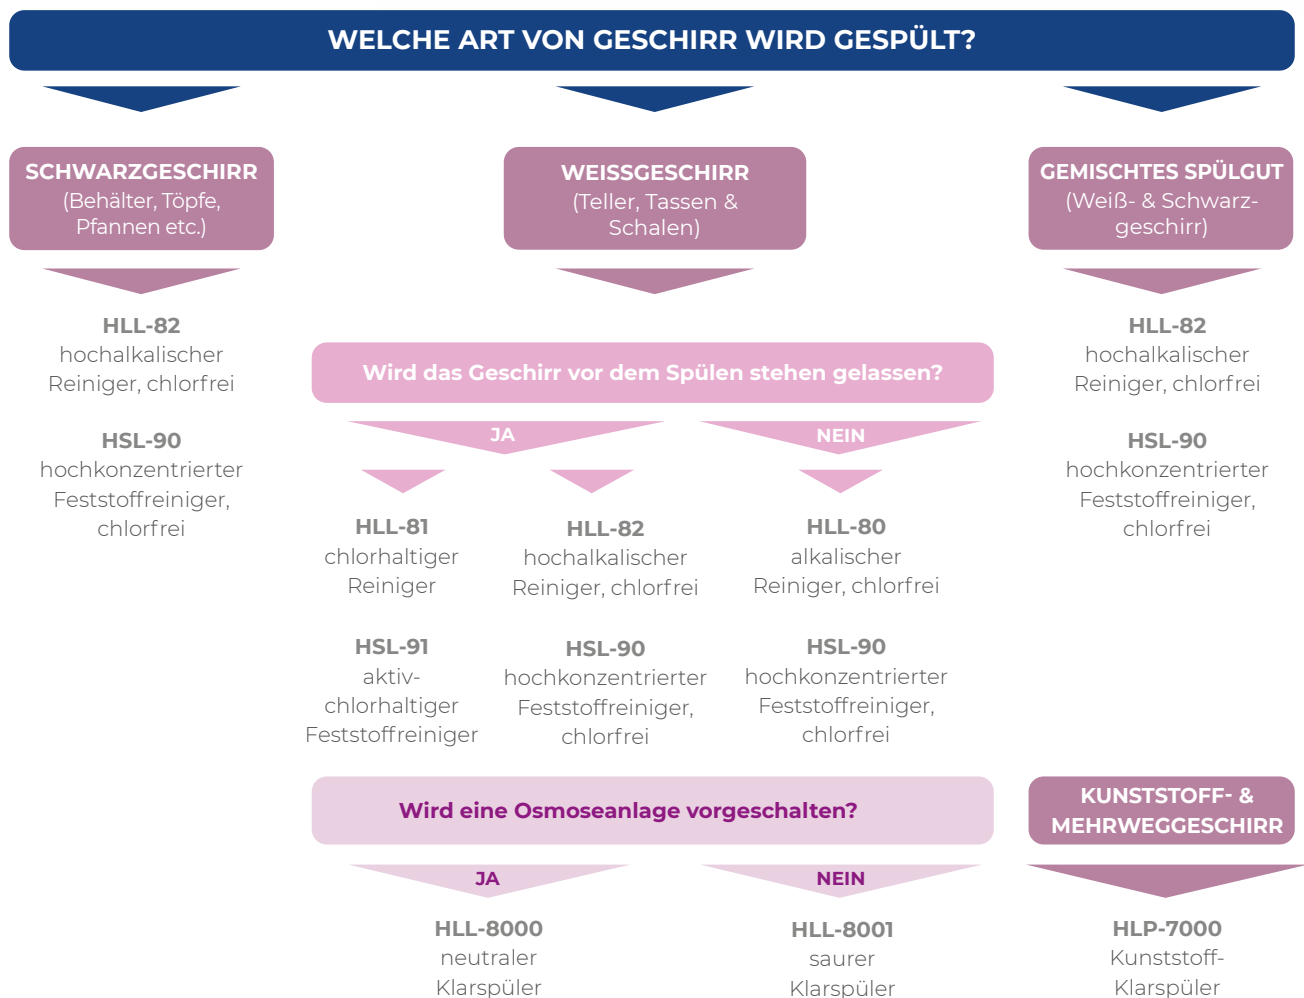 WELCHE ART VON GESCHIRR WIRD GESPÜLT?
SCHWARZGESCHIRR
(Behälter, Töpfe,
Pfannen etc.)
HLL-82
hochalkalischer
Reiniger, chlorfrei
HSL-90
hochkonzentrierter
Feststoffreiniger,
chlorfrei
WEISSGESCHIRR
(Teller, Tassen &
Schalen)
Wird das Geschirr vor dem Spülen stehen gelassen?
JA
HLL-81
chlorhaltiger
Reiniger
HSL-91
aktiv-
chlorhaltiger
Feststoffreiniger
HLL-82
hochalkalischer
Reiniger, chlorfrei
HSL-90
hochkonzentrierter
Feststoffreiniger,
chlorfrei
NEIN
HLL-80
alkalischer
Reiniger, chlorfrei
HSL-90
hochkonzentrierter
Feststoffreiniger,
chlorfrei
Wird eine Osmoseanlage vorgeschalten?
JA
HLL-8000
neutraler
Klarspüler
NEIN
HLL-8001
saurer
Klarspüler
GEMISCHTES SPÜLGUT
(Weiß- & Schwarz-
geschirr)
HLL-82
hochalkalischer
Reiniger, chlorfrei
HSL-90
hochkonzentrierter
Feststoffreiniger,
chlorfrei
KUNSTSTOFF- &
MEHRWEGGESCHIRR
HLP-7000
Kunststoff-
Klarspüler